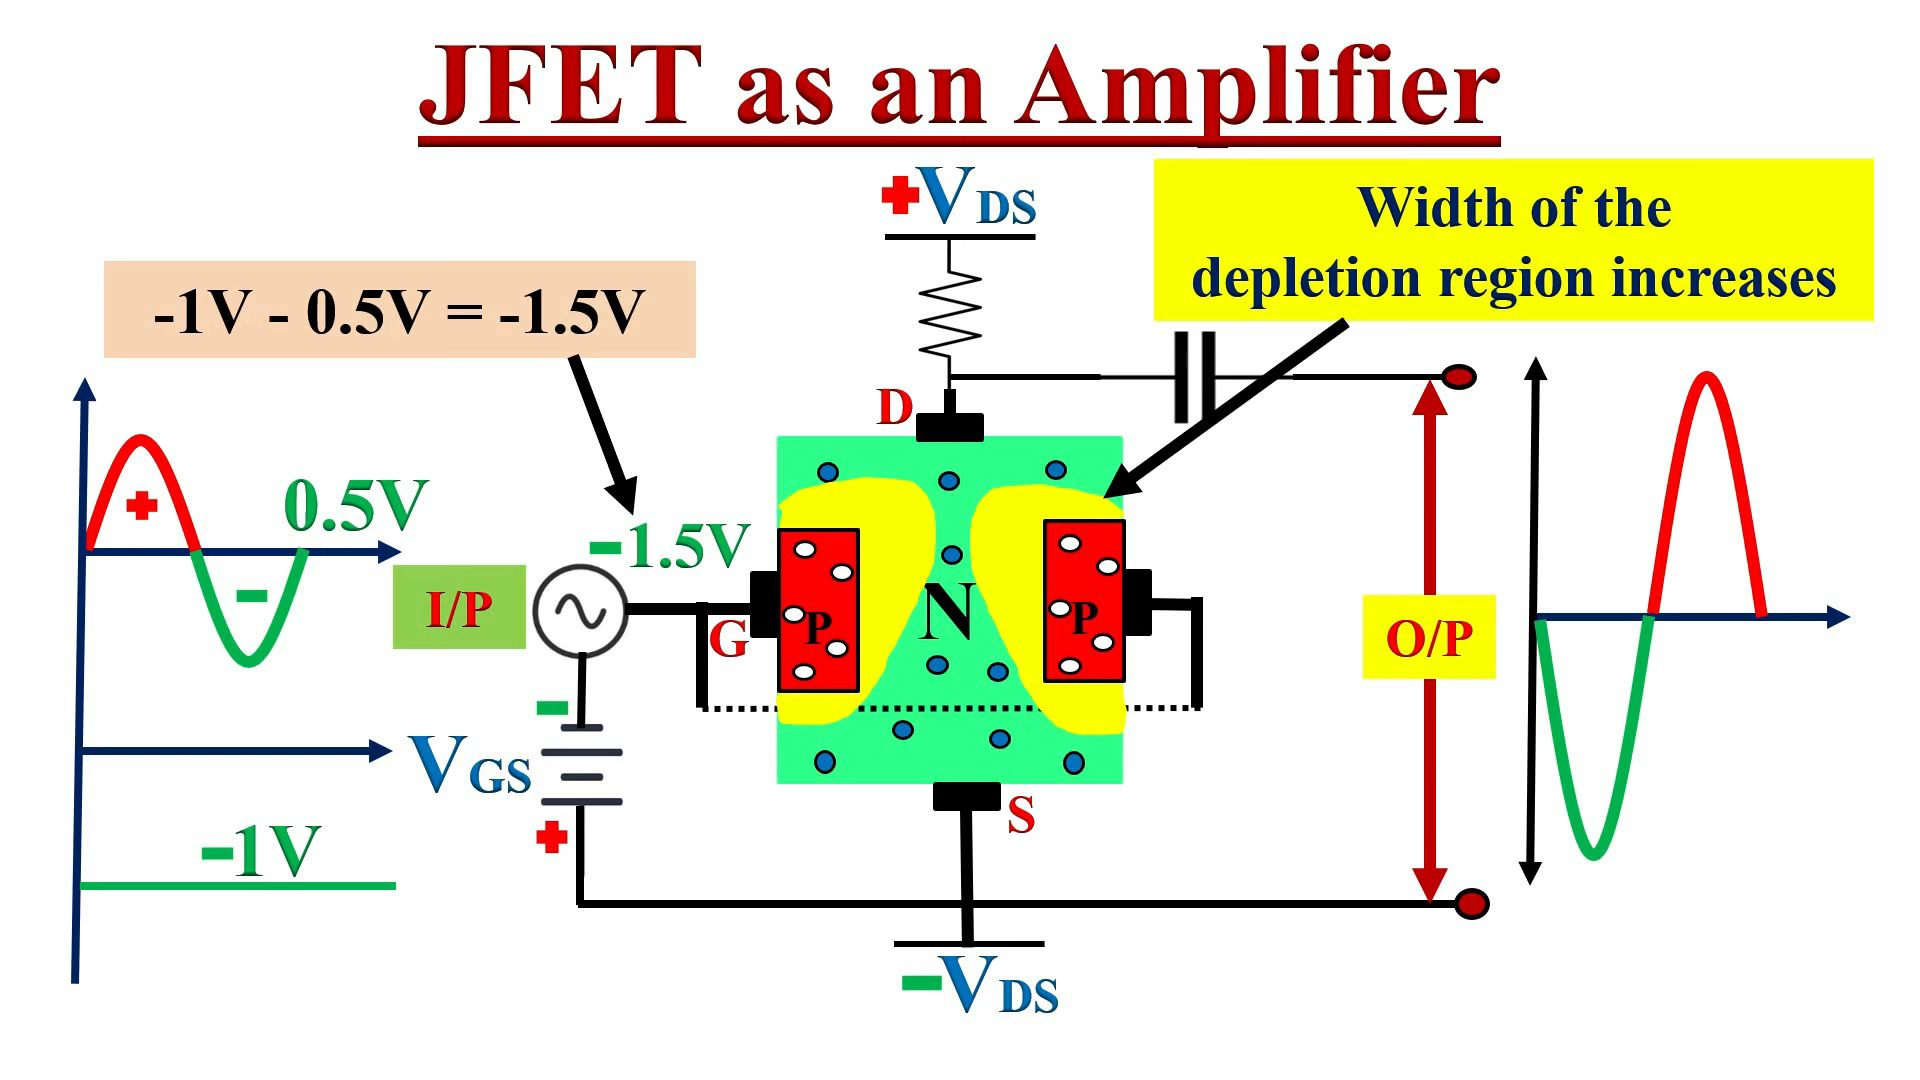 JFET as an Amplifier
+VDS
Width of the
depletion region increases
-1V - 0.5V = -1.5V
D
+
0.5V
-
-1.5V
I/P
G
P
N
P
O/P
-
VGS
+
-1V
S
-VDS